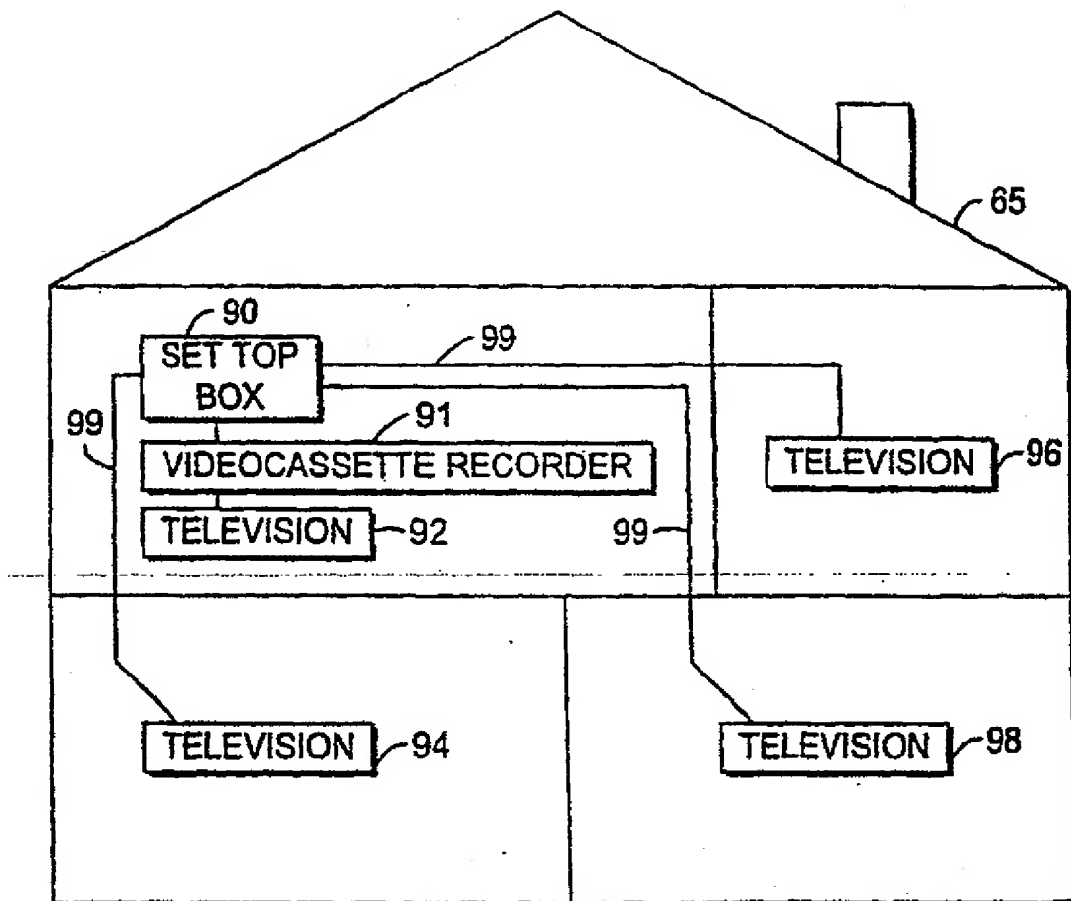 65
90
SET TOP
BOX
99
99
91
VIDEOCASSETTE RECORDER
TELEVISION
96
TELEVISION
92
99
TELEVISION
94
TELEVISION
98